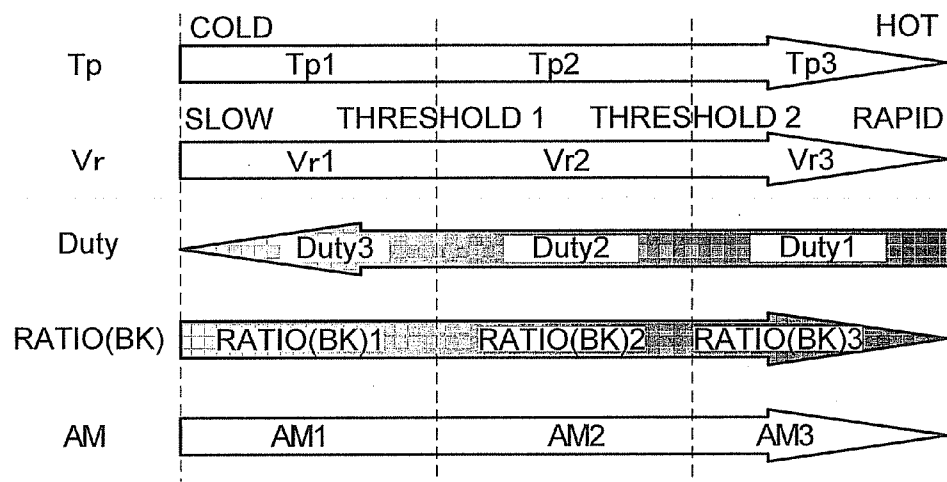 COLD HOT
Tp Tp1 Tp2 Tp3
SLOW THRESHOLD 1 THRESHOLD 2 RAPID
Vr Vr1 Vr2 Vr3
Duty Duty3 Duty2 Duty1
RATIO(BK) RATIO(BK)1 RATIO(BK)2 RATIO(BK)3
AM AM1 AM2 AM3